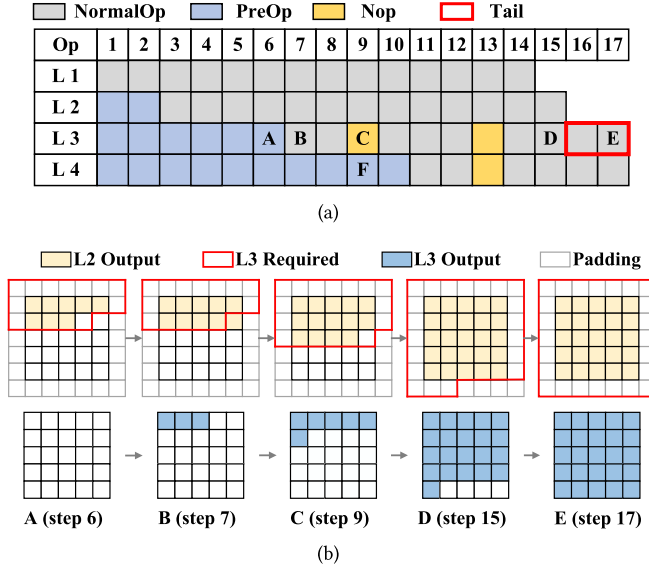 NormalOp PreOp Nop Tail
Op 1 2 3 4 5 6 7 8 9 10 11 12 13 14 15 16 17
L 1
L 2
L 3 A B C D E
L 4 F
(a)
L2 Output L3 Required L3 Output Padding
A (step 6) B (step 7) C (step 9) D (step 15) E (step 17)
(b)